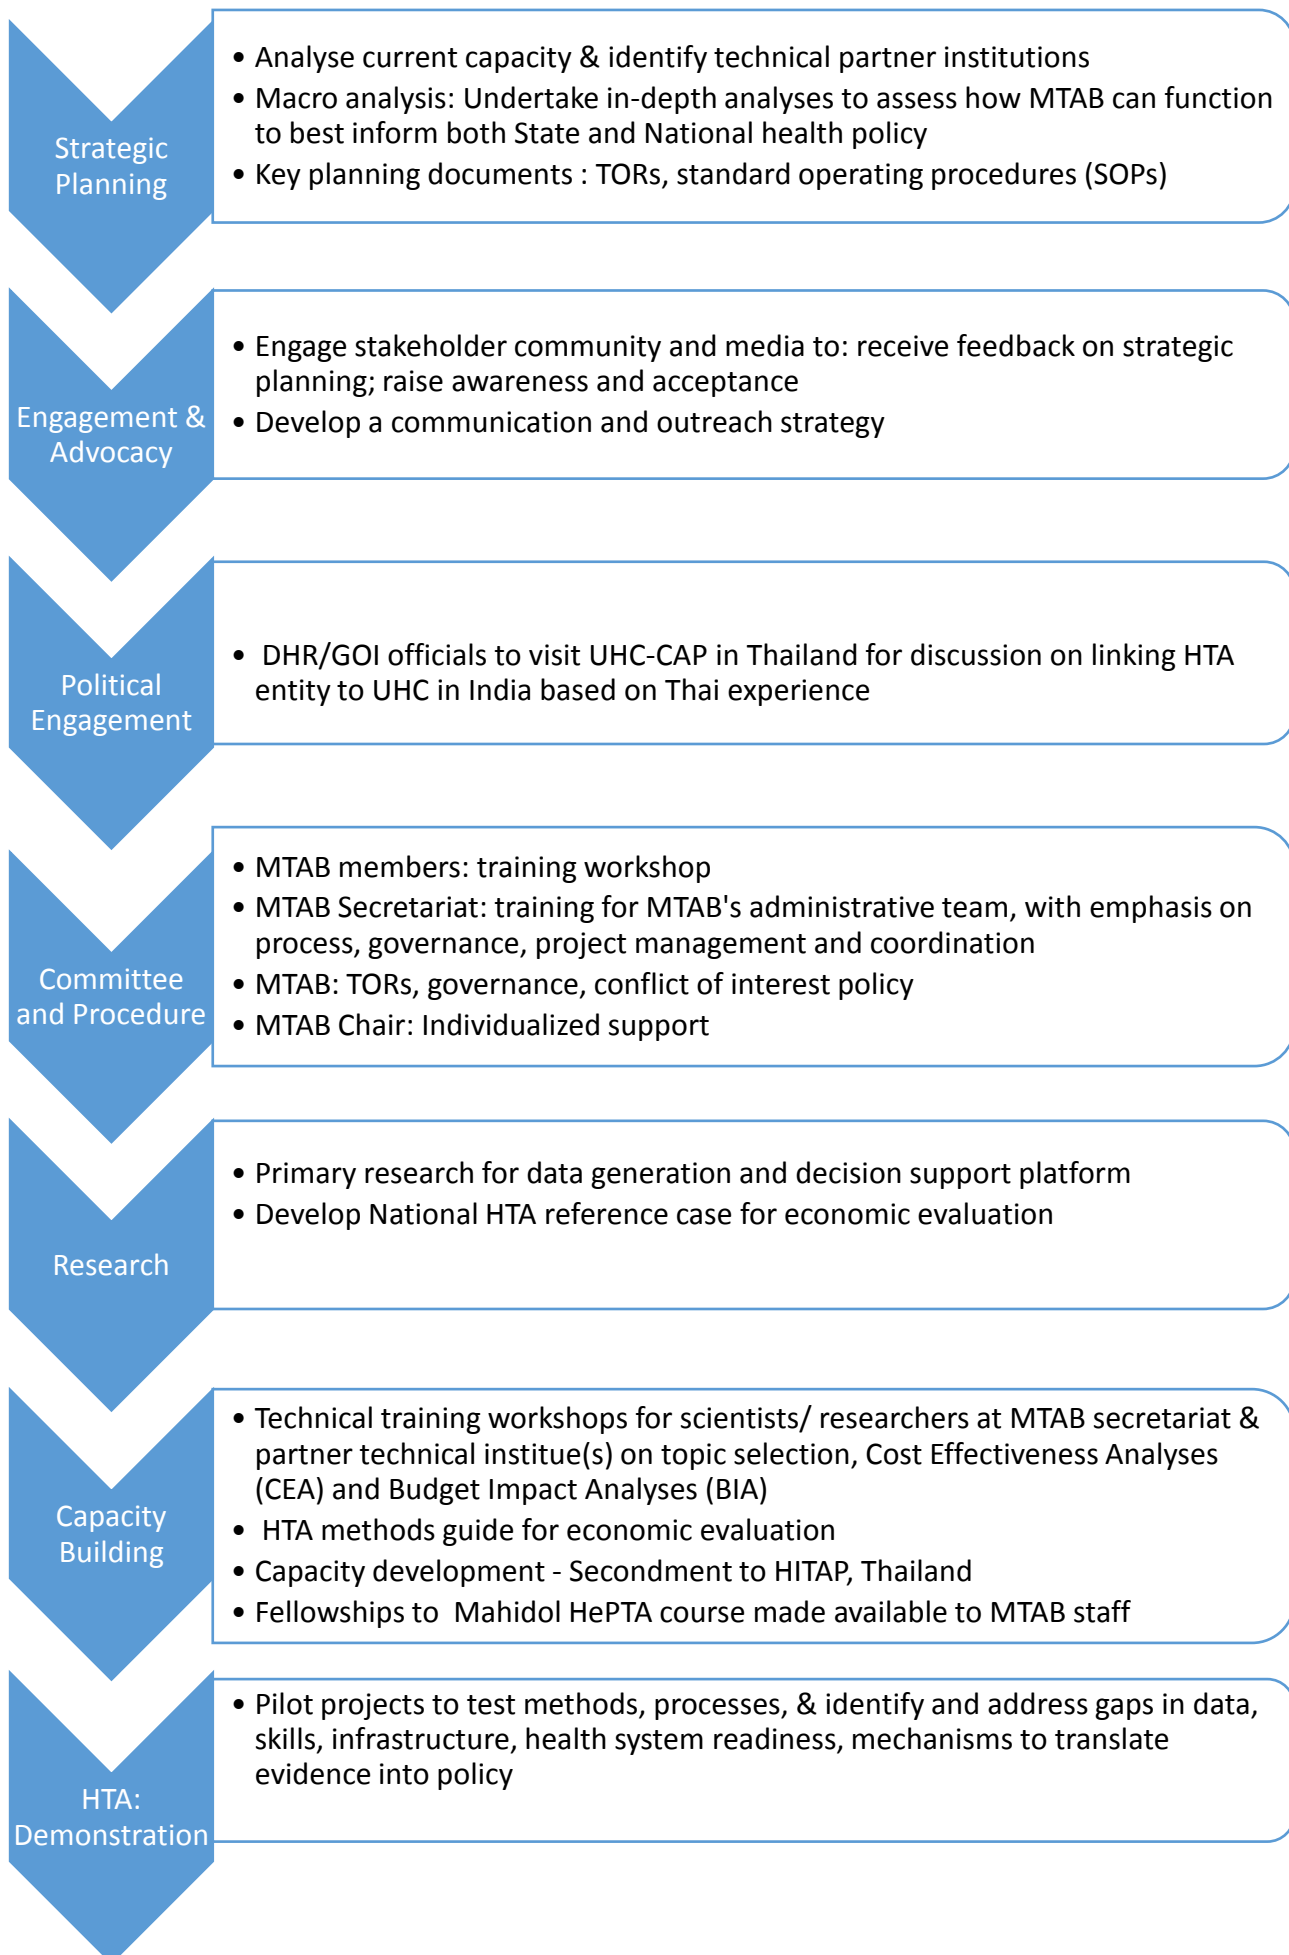 Strategic
Planning
• Analyse current capacity & identify technical partner institutions
• Macro analysis: Undertake in-depth analyses to assess how MTAB can function
to best inform both State and National health policy
• Key planning documents : TORs, standard operating procedures (SOPs)
Engagement &
Advocacy
• Engage stakeholder community and media to: receive feedback on strategic
planning; raise awareness and acceptance
• Develop a communication and outreach strategy
Political
Engagement
• DHR/GOI officials to visit UHC-CAP in Thailand for discussion on linking HTA
entity to UHC in India based on Thai experience
Committee
and Procedure
• MTAB members: training workshop
• MTAB Secretariat: training for MTAB's administrative team, with emphasis on
process, governance, project management and coordination
• MTAB: TORs, governance, conflict of interest policy
• MTAB Chair: Individualized support
Research
• Primary research for data generation and decision support platform
• Develop National HTA reference case for economic evaluation
Capacity
Building
• Technical training workshops for scientists/ researchers at MTAB secretariat &
partner technical institue(s) on topic selection, Cost Effectiveness Analyses
(CEA) and Budget Impact Analyses (BIA)
• HTA methods guide for economic evaluation
• Capacity development - Secondment to HITAP, Thailand
• Fellowships to Mahidol HePTA course made available to MTAB staff
HTA:
Demonstration
• Pilot projects to test methods, processes, & identify and address gaps in data,
skills, infrastructure, health system readiness, mechanisms to translate
evidence into policy